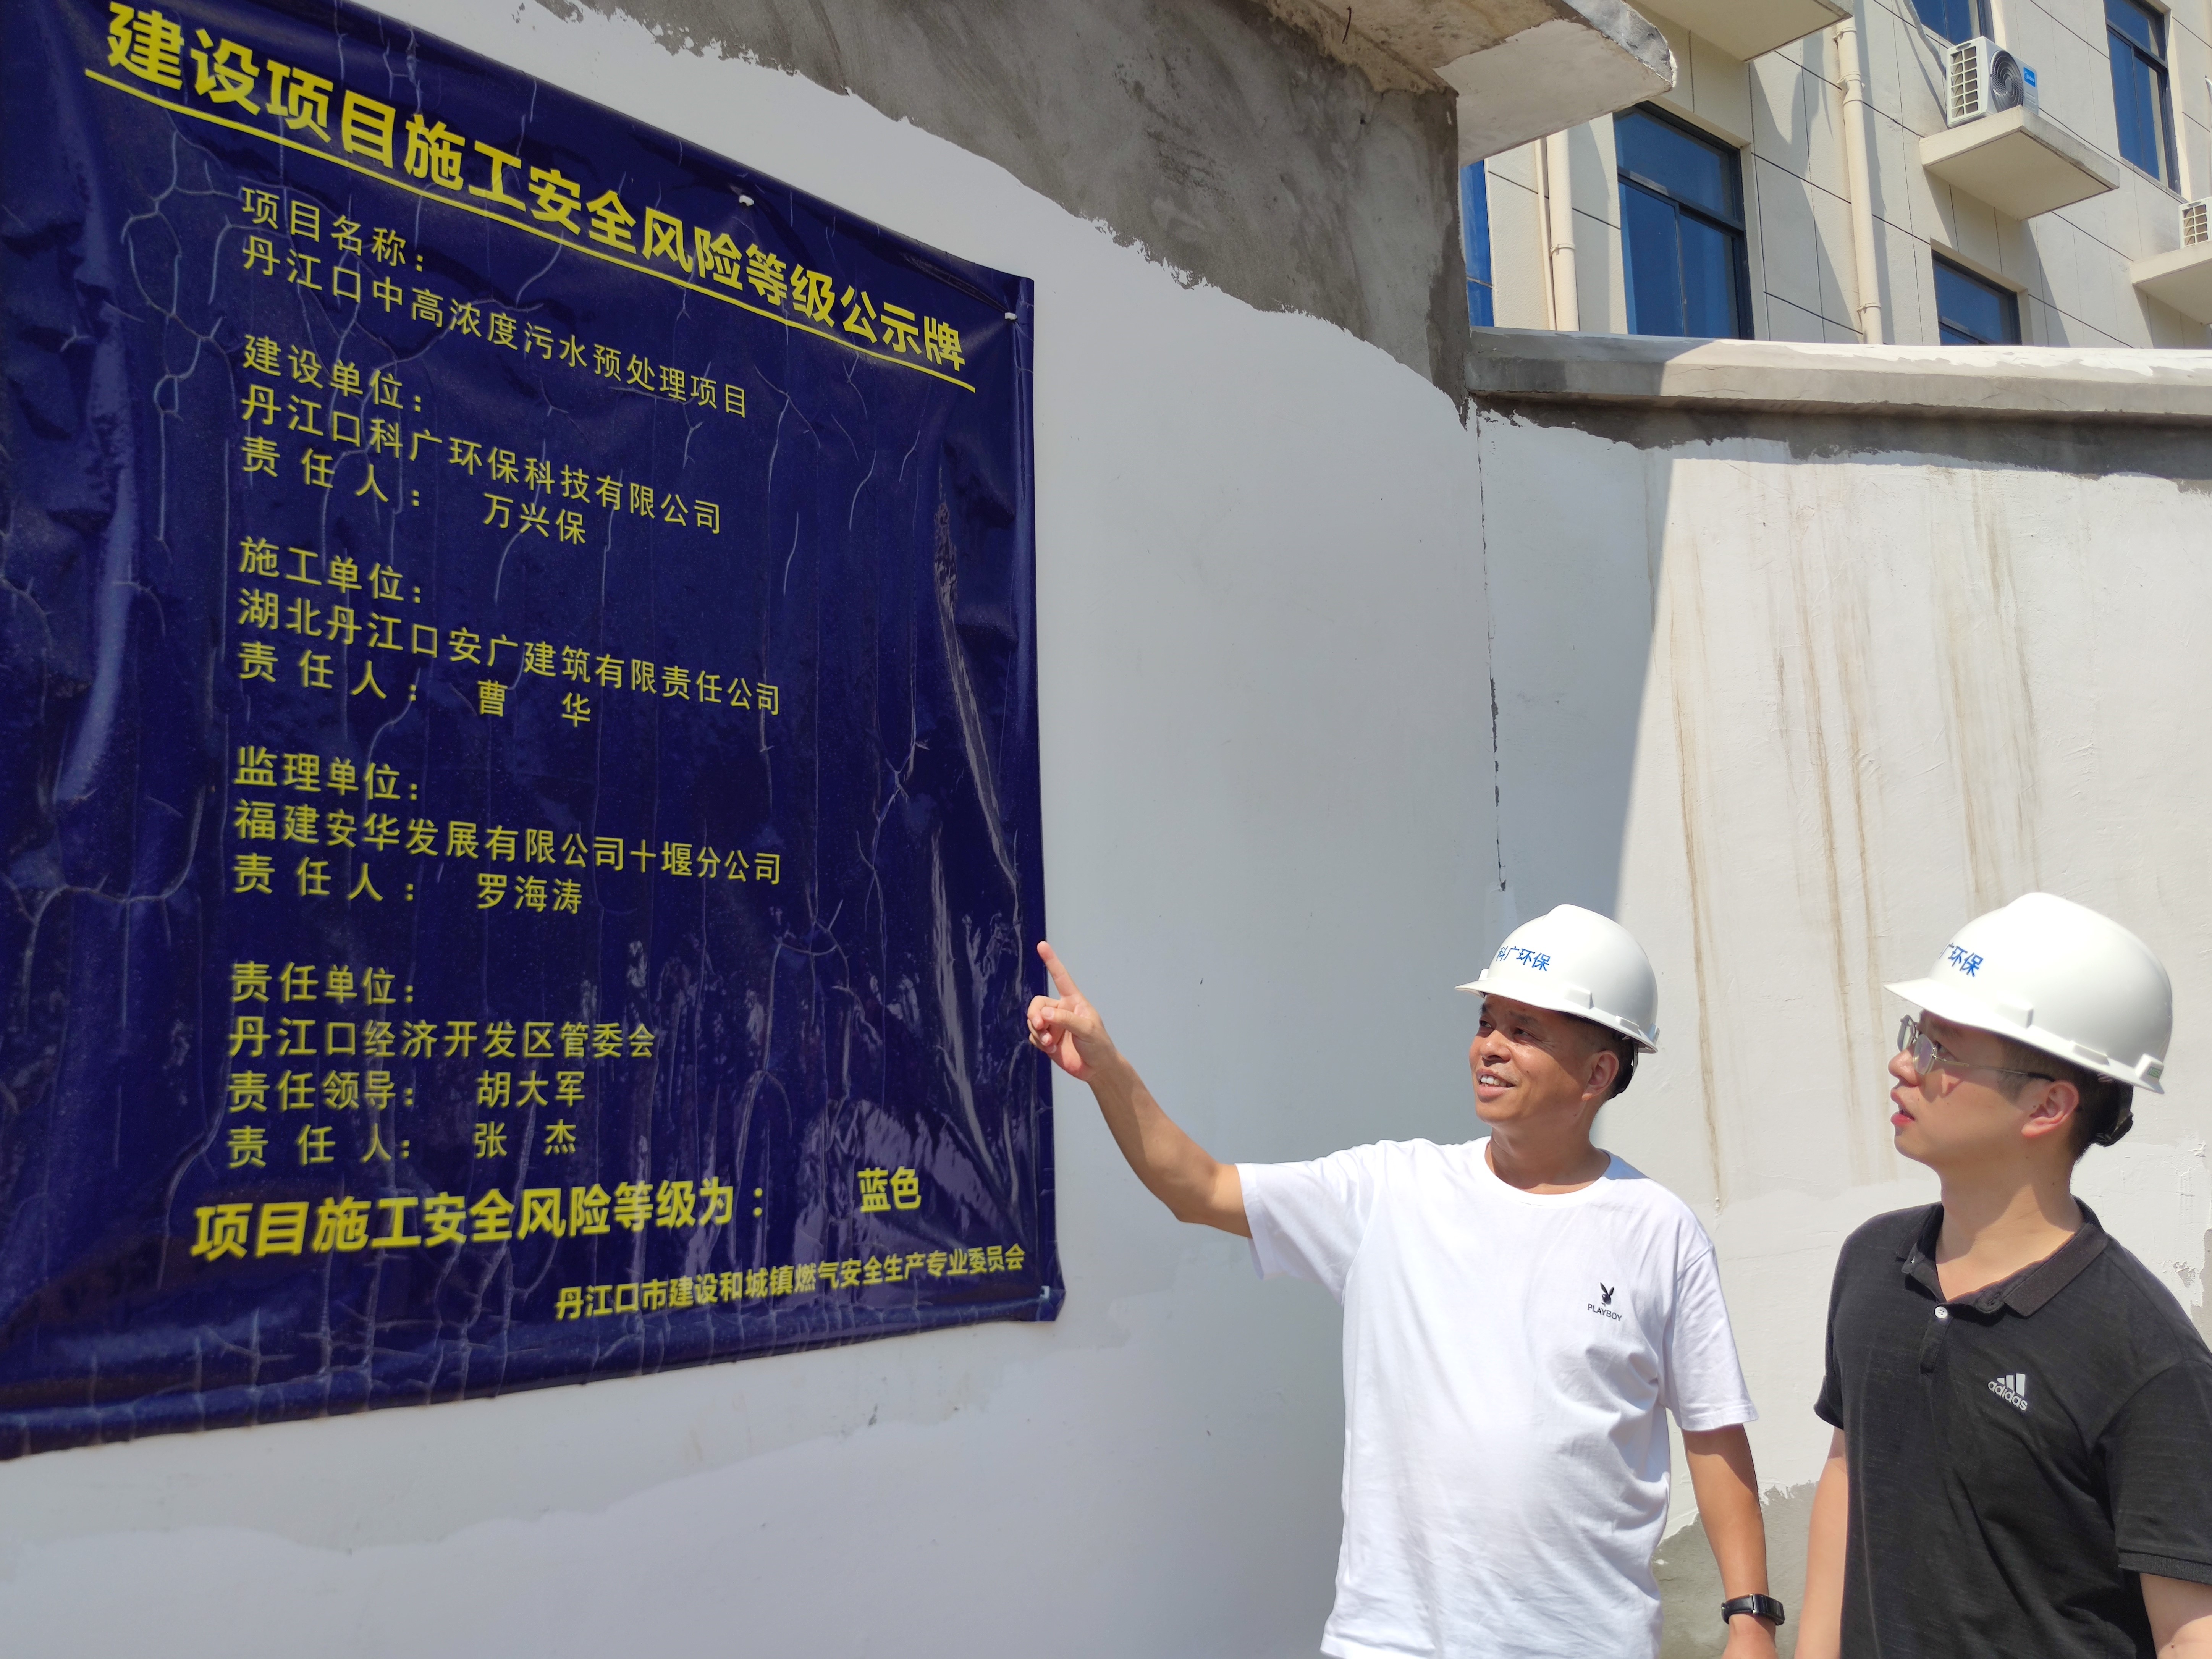 建设项目施工安全风险等级公示牌
项目名称：
丹江口中高浓度污水预处理项目
建设单位：
丹江口科广环保科技有限公司
责 任 人： 万兴保
施工单位：
湖北丹江口安广建筑有限责任公司
责 任 人： 曹 华
监理单位：
福建安华发展有限公司十堰分公司
责 任 人： 罗海涛
责任单位：
丹江口经济开发区管委会
责任领导： 胡大军
责 任 人： 张 杰
项目施工安全风险等级为： 蓝色
丹江口市建设和城镇燃气安全生产专业委员会
科广环保
广环保
PLAYBOY
adidas